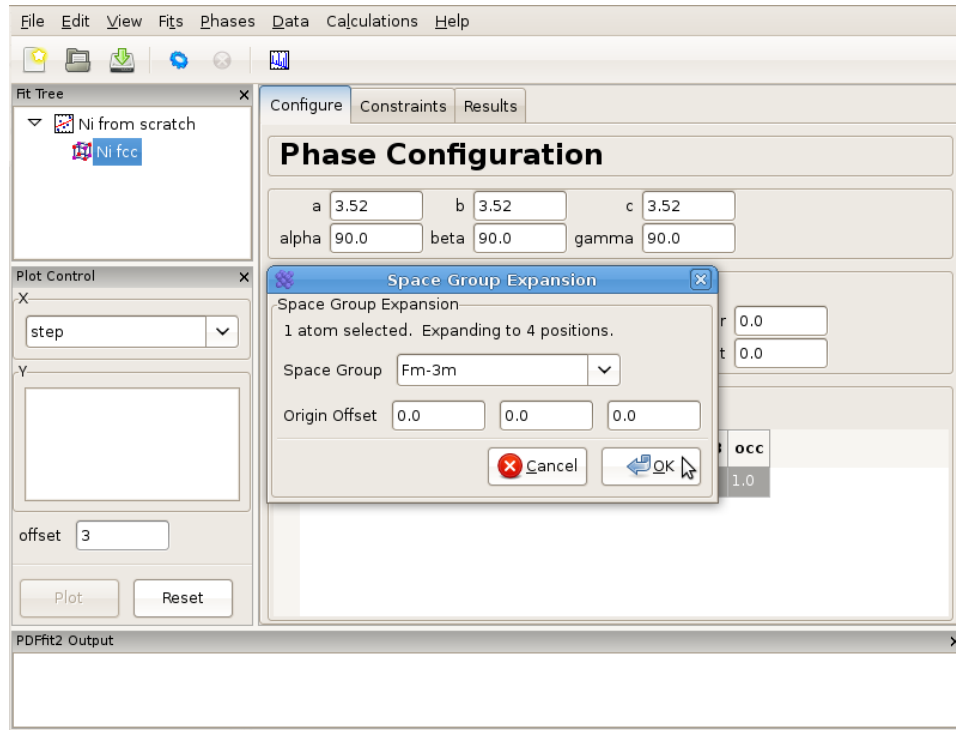 File Edit View Fits Phases Data Calculations Help
Fit Tree
Ni from scratch
Ni fcc
Configure Constraints Results
Phase Configuration
a 3.52 b 3.52 c 3.52
alpha 90.0 beta 90.0 gamma 90.0
Plot Control
X
step
Y
offset 3
Plot Reset
Space Group Expansion
Space Group Expansion
1 atom selected. Expanding to 4 positions.
Space Group Fm-3m
Origin Offset 0.0 0.0 0.0
Cancel OK
r 0.0
t 0.0
occ
1.0
PDFfit2 Output